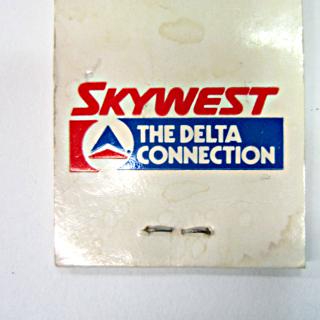 SKYWEST
THE DELTA
CONNECTION